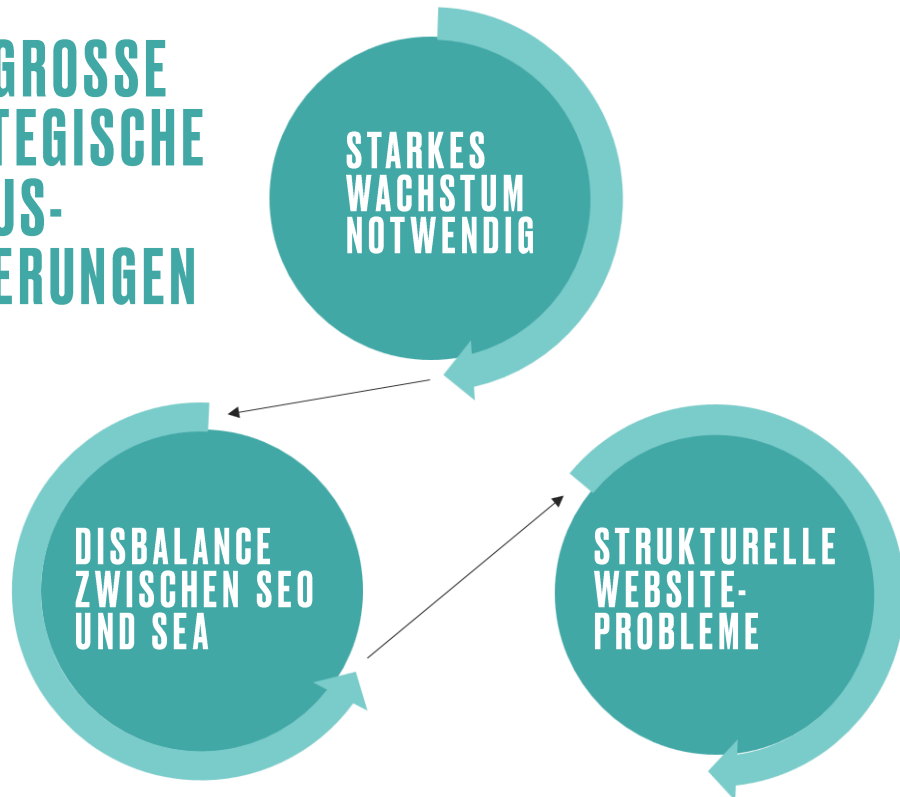 GROSSE
TEGISCHE
US-
ERUNGEN
STARKES
WACHSTUM
NOTWENDIG
DISBALANCE
ZWISCHEN SEO
UND SEA
STRUKTURELLE
WEBSITE-
PROBLEME